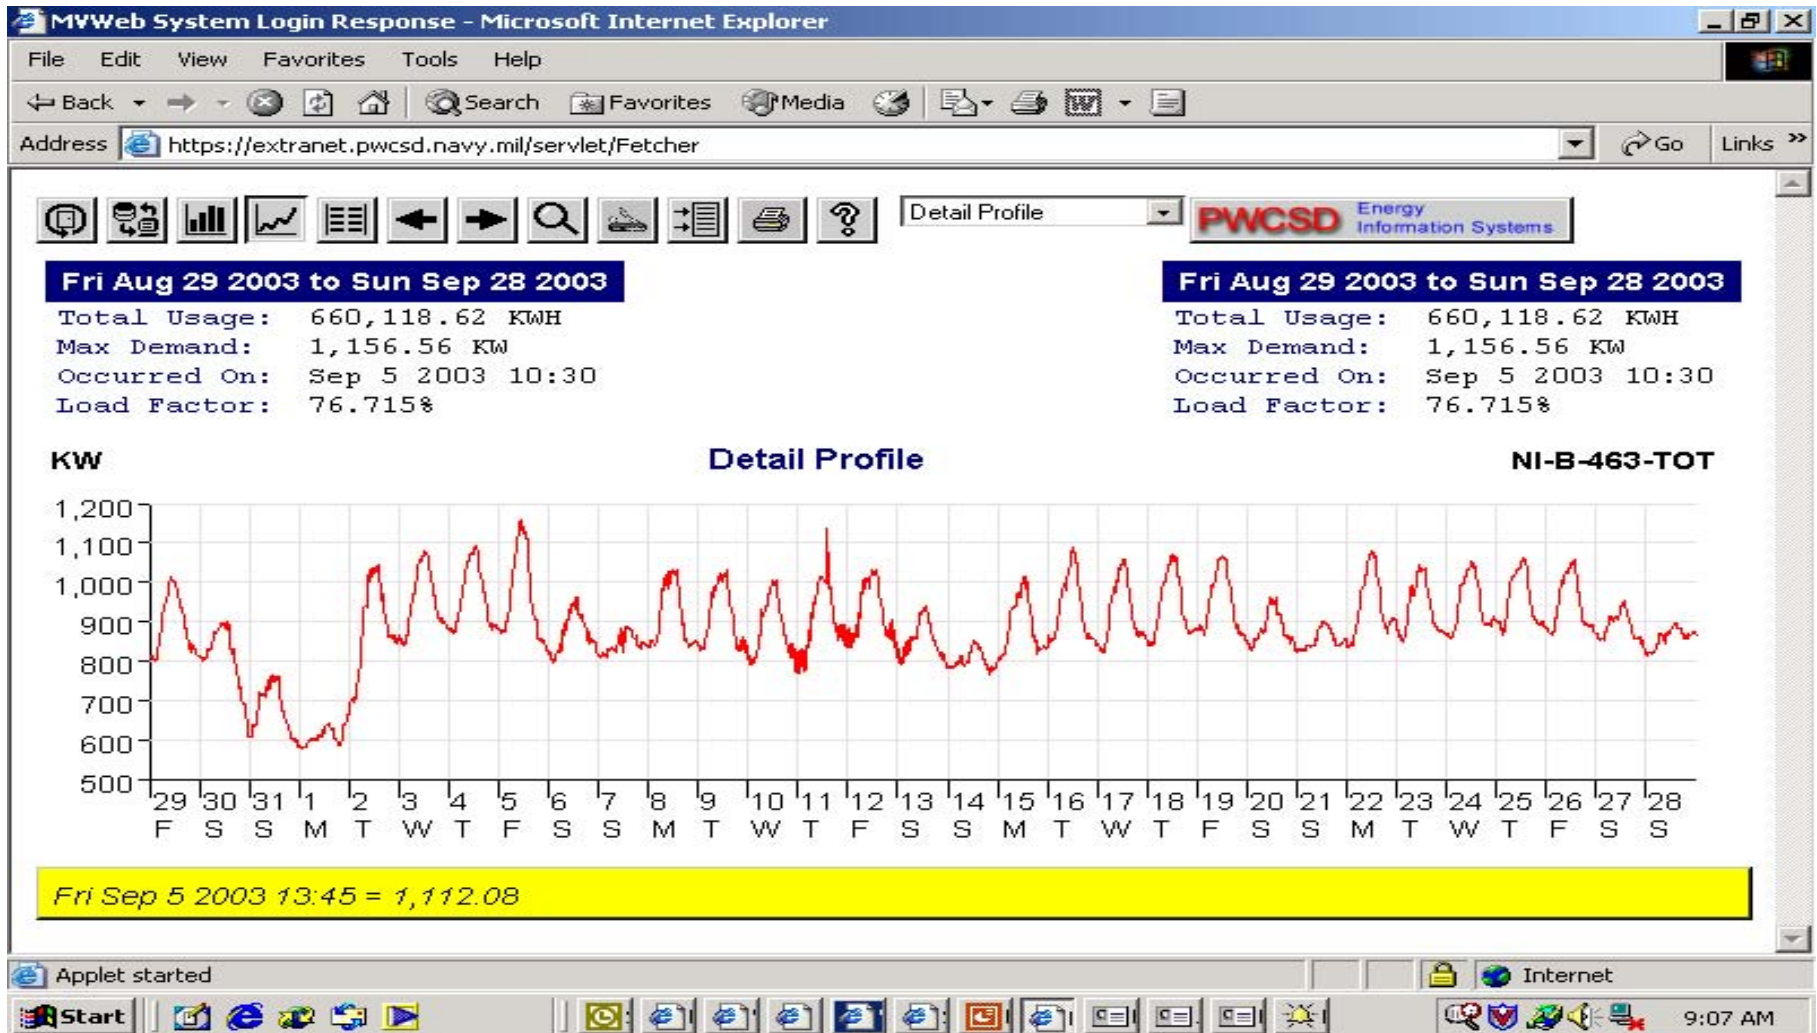 MVWeb System Login Response - Microsoft Internet Explorer
File Edit View Favorites Tools Help
Back Search Favorites Media
Address https://extranet.pwcsd.navy.mil/servlet/Fetcher Go Links »
Detail Profile PWCSD Energy Information Systems
Fri Aug 29 2003 to Sun Sep 28 2003
Total Usage: 660,118.62 KWH
Max Demand: 1,156.56 KW
Occurred On: Sep 5 2003 10:30
Load Factor: 76.715%
Fri Aug 29 2003 to Sun Sep 28 2003
Total Usage: 660,118.62 KWH
Max Demand: 1,156.56 KW
Occurred On: Sep 5 2003 10:30
Load Factor: 76.715%
KW Detail Profile NI-B-463-TOT
1,200
1,100
1,000
900
800
700
600
500
29 30 31 1 2 3 4 5 6 7 8 9 10 11 12 13 14 15 16 17 18 19 20 21 22 23 24 25 26 27 28
F S S M T W T F S S M T W T F S S M T W T F S S M T W T F S S
Fri Sep 5 2003 13:45 = 1,112.08
Applet started Internet
Start 9:07 AM